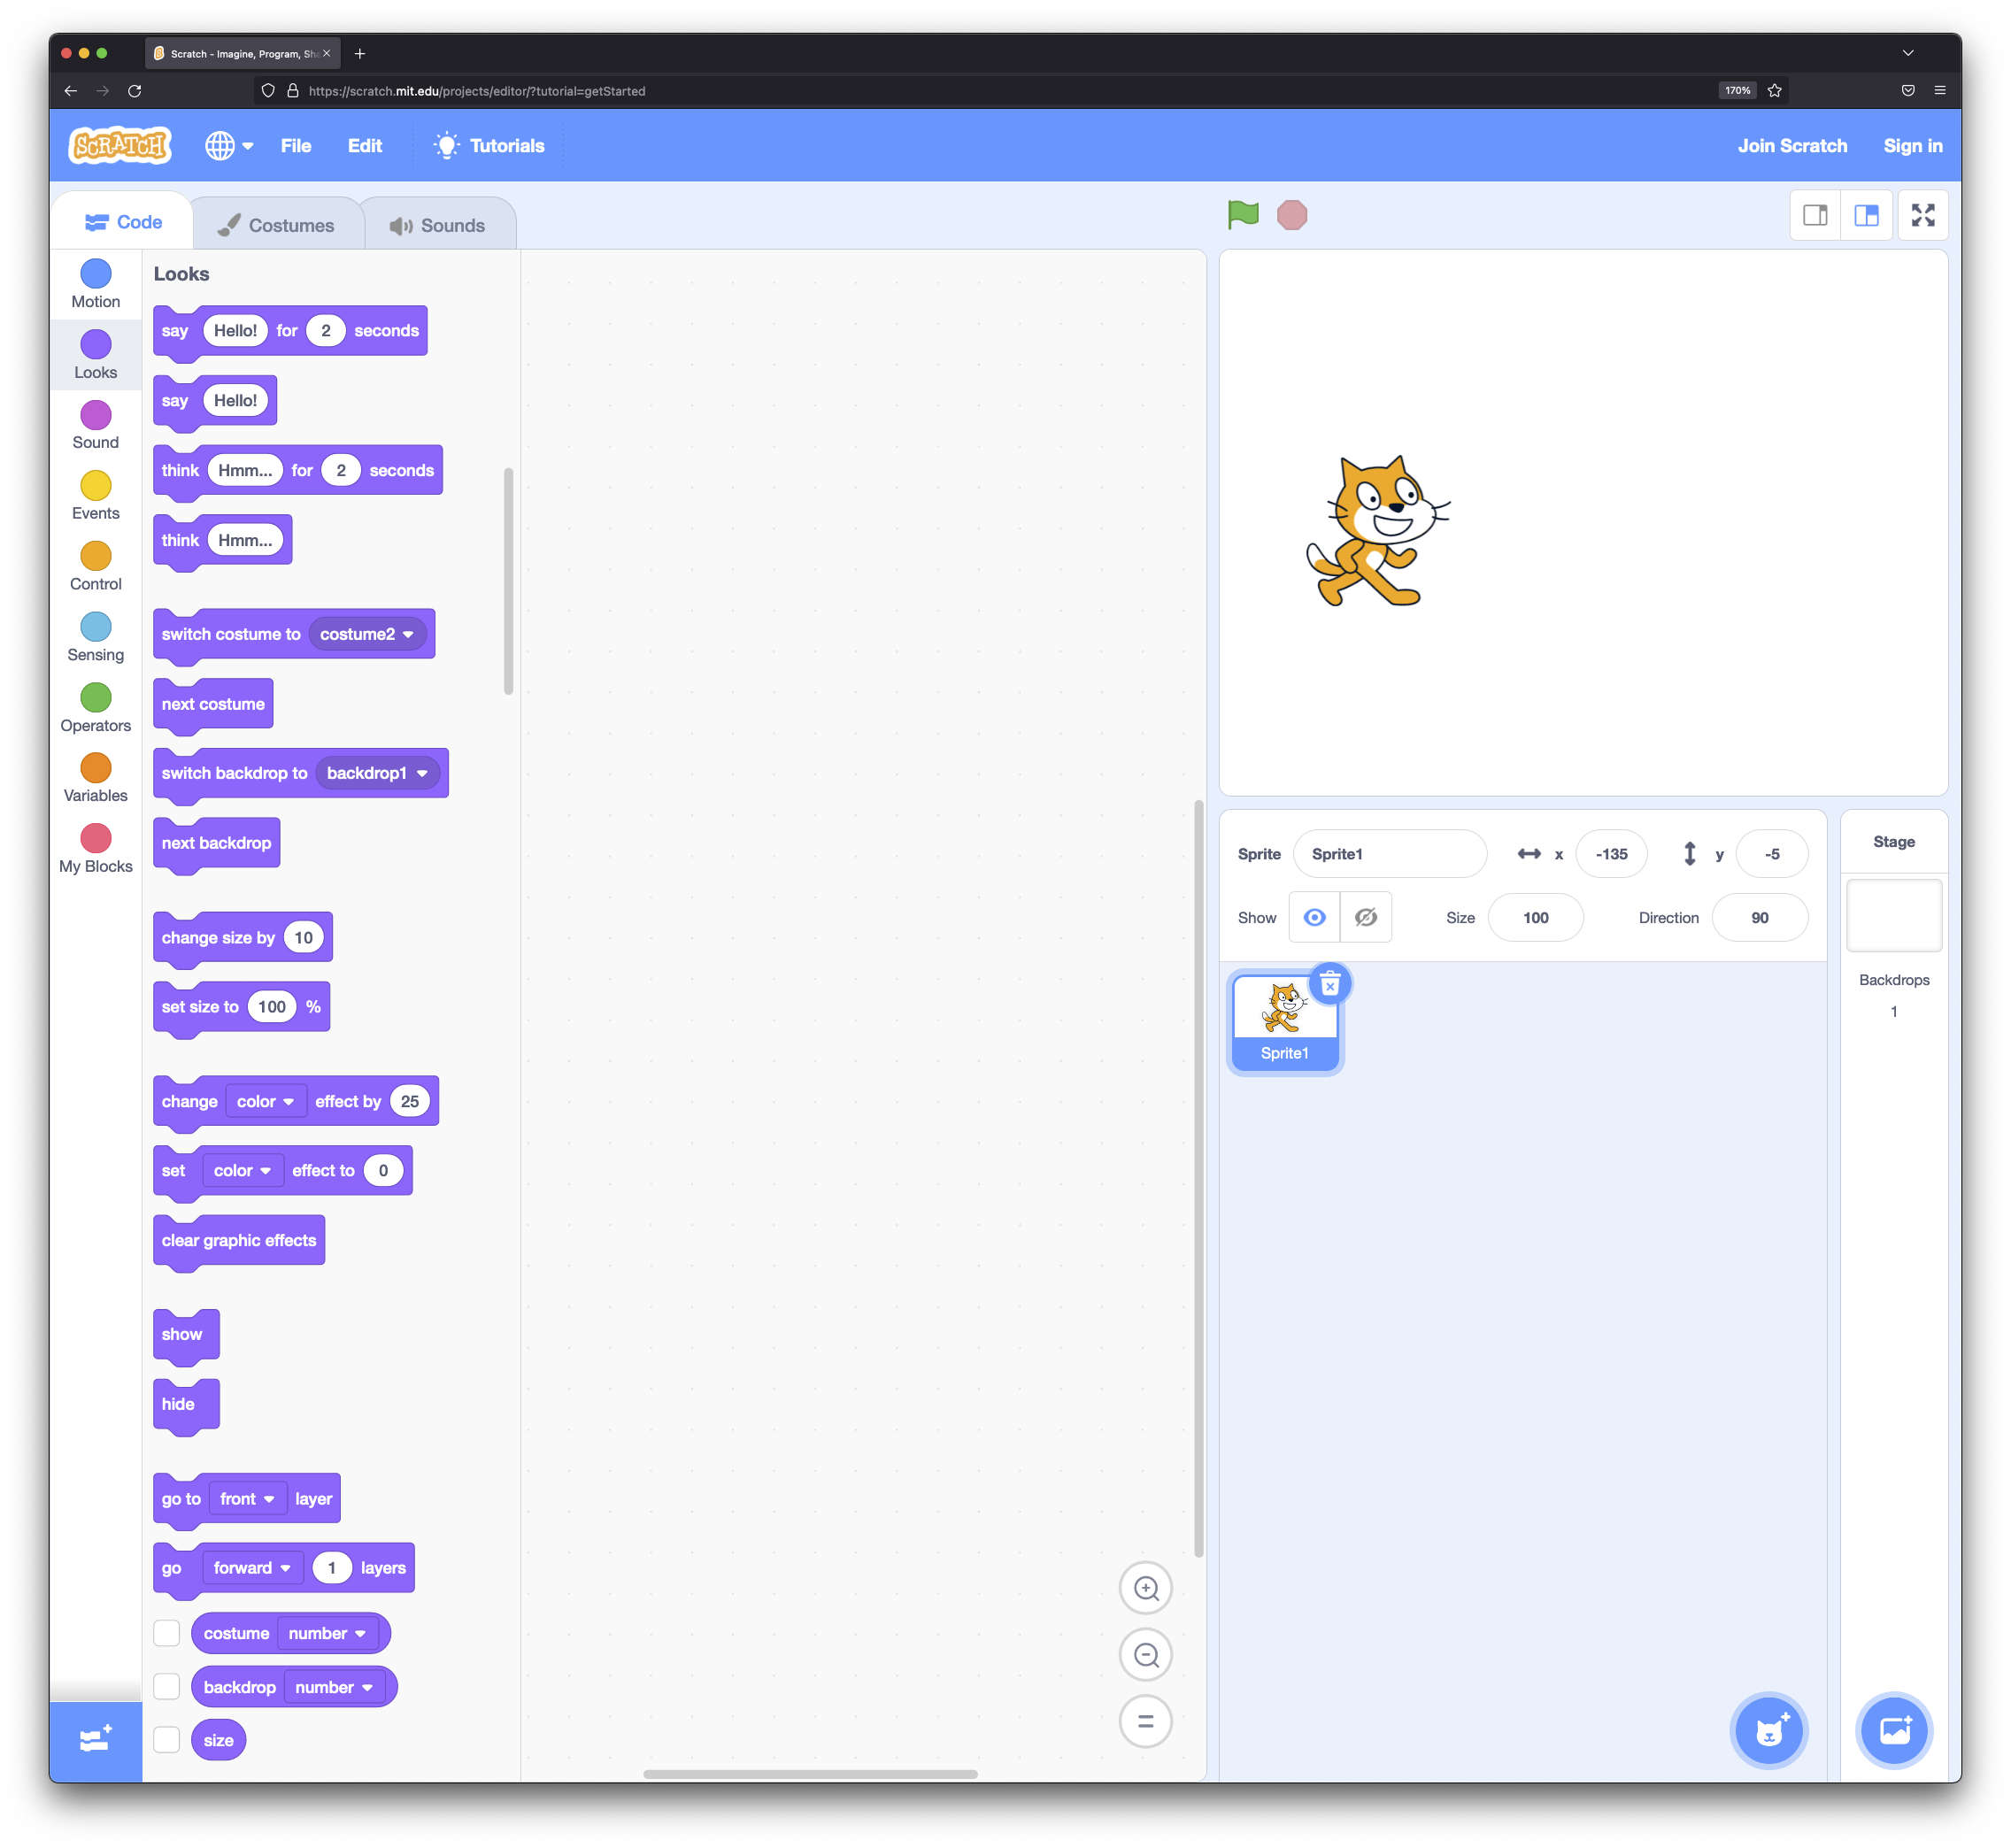 Scratch - Imagine, Program, Sh
https://scratch.mit.edu/projects/editor/?tutorial=getStarted
170%
SCRATCH
File
Edit
Tutorials
Join Scratch
Sign in
Code
Costumes
Sounds
Motion
Looks
Sound
Events
Control
Sensing
Operators
Variables
My Blocks
Looks
say Hello! for 2 seconds
say Hello!
think Hmm... for 2 seconds
think Hmm...
switch costume to costume2
next costume
switch backdrop to backdrop1
next backdrop
change size by 10
set size to 100 %
change color effect by 25
set color effect to 0
clear graphic effects
show
hide
go to front layer
go forward 1 layers
costume number
backdrop number
size
Sprite Sprite1 x -135 y -5
Show Size 100 Direction 90
Sprite1
Stage
Backdrops
1